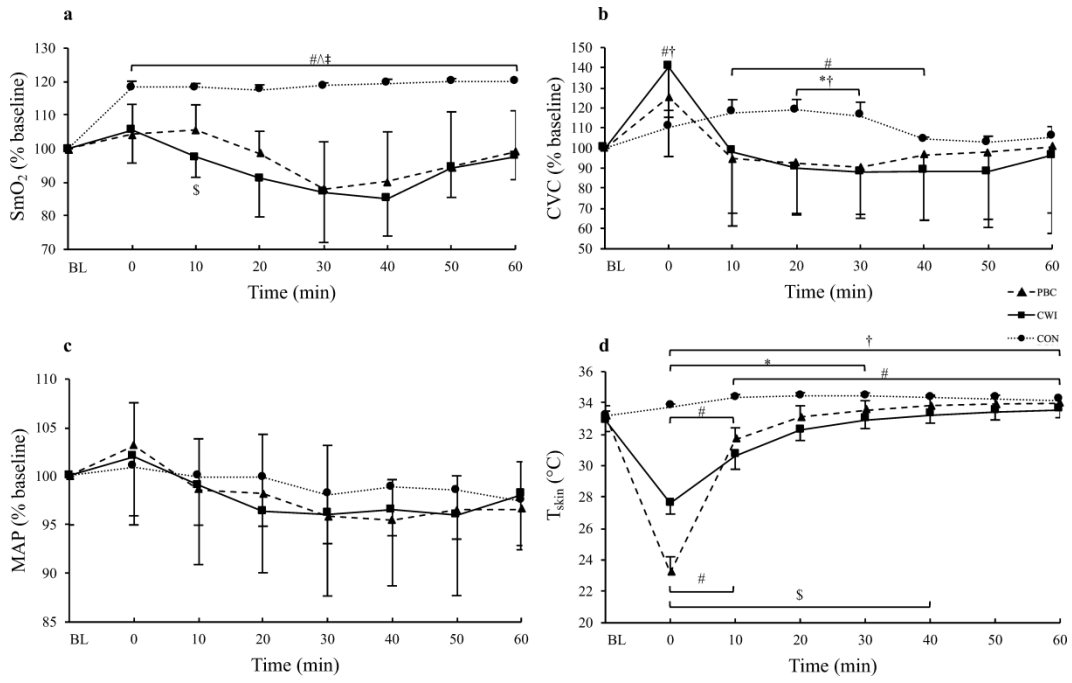 a
SmO₂ (% baseline)
130
120
110
100
90
80
70
#^‡
$
BL 0 10 20 30 40 50 60
Time (min)
b
CVC (% baseline)
150
140
130
120
110
100
90
80
70
60
50
#†
#
*†
BL 0 10 20 30 40 50 60
Time (min)
PBC
CWI
CON
c
MAP (% baseline)
110
105
100
95
90
85
BL 0 10 20 30 40 50 60
Time (min)
d
T skin (°C)
36
34
32
30
28
26
24
22
20
†
*
#
#
#
$
BL 0 10 20 30 40 50 60
Time (min)